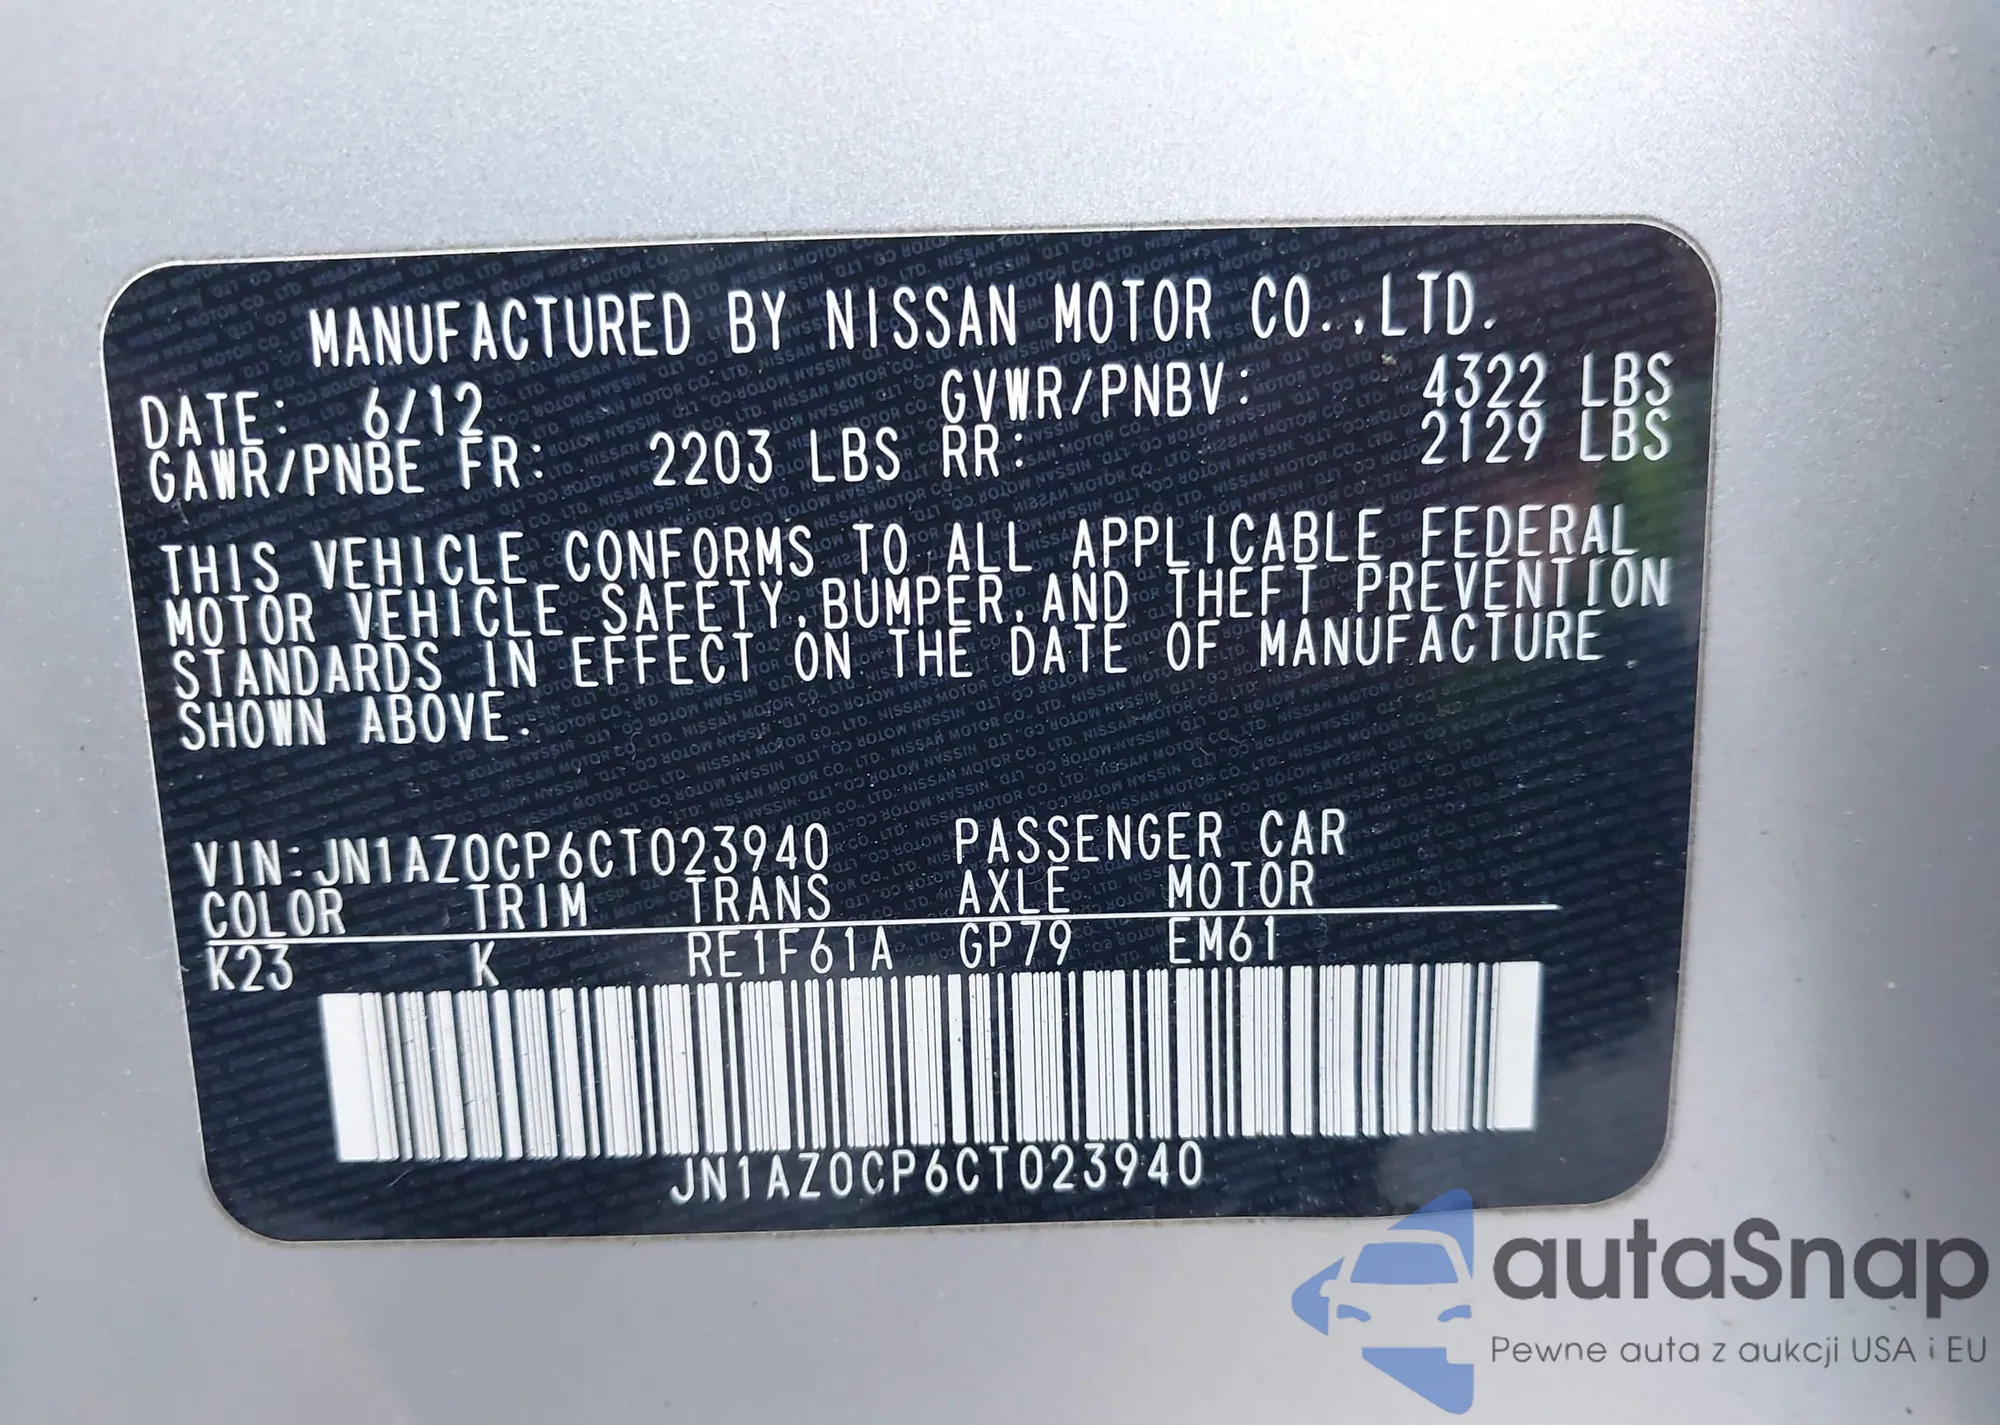 MANUFACTURED BY NISSAN MOTOR CO.,LTD.
DATE: 6/12 GVWR/PNBV: 4322 LBS
GAWR/PNBE FR: 2203 LBS RR: 2129 LBS
THIS VEHICLE CONFORMS TO ALL APPLICABLE FEDERAL
MOTOR VEHICLE SAFETY,BUMPER,AND THEFT PREVENTION
STANDARDS IN EFFECT ON THE DATE OF MANUFACTURE
SHOWN ABOVE.
VIN:JN1AZ0CP6CT023940 PASSENGER CAR
COLOR TRIM TRANS AXLE MOTOR
K23 K RE1F61A GP79 EM61
JN1AZ0CP6CT023940
autaSnap
Pewne auta z aukcji USA i EU